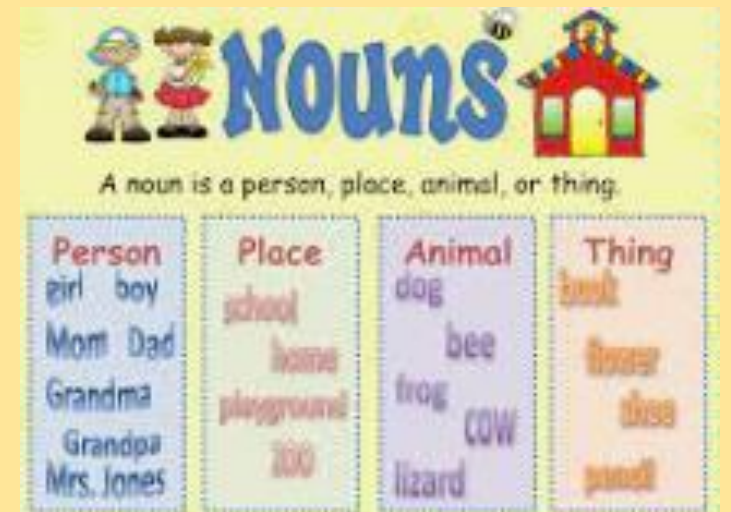 Nouns
A noun is a person, place, animal, or thing.
Person
girl boy
Mom Dad
Grandma
Grandpa
Mrs. Jones
Place
school
home
playground
zoo
Animal
dog
bee
frog
cow
lizard
Thing
book
flower
shoe
pencil